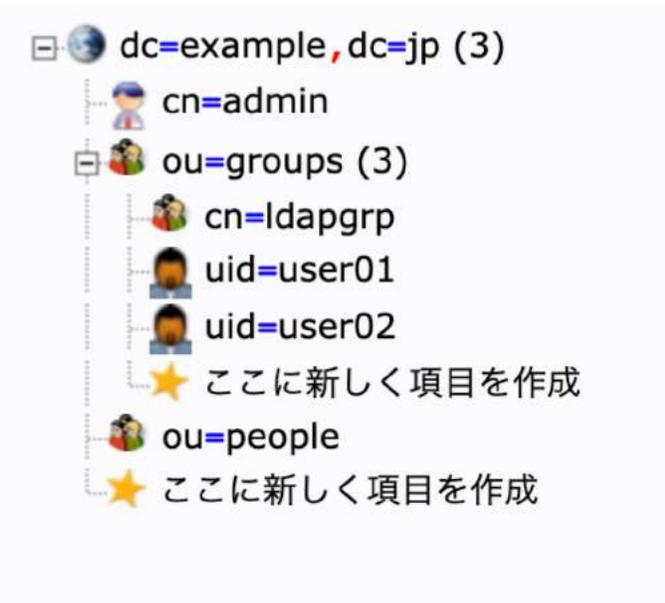 dc=example,dc=jp (3)
cn=admin
ou=groups (3)
cn=ldapgrp
uid=user01
uid=user02
ここに新しく項目を作成
ou=people
ここに新しく項目を作成